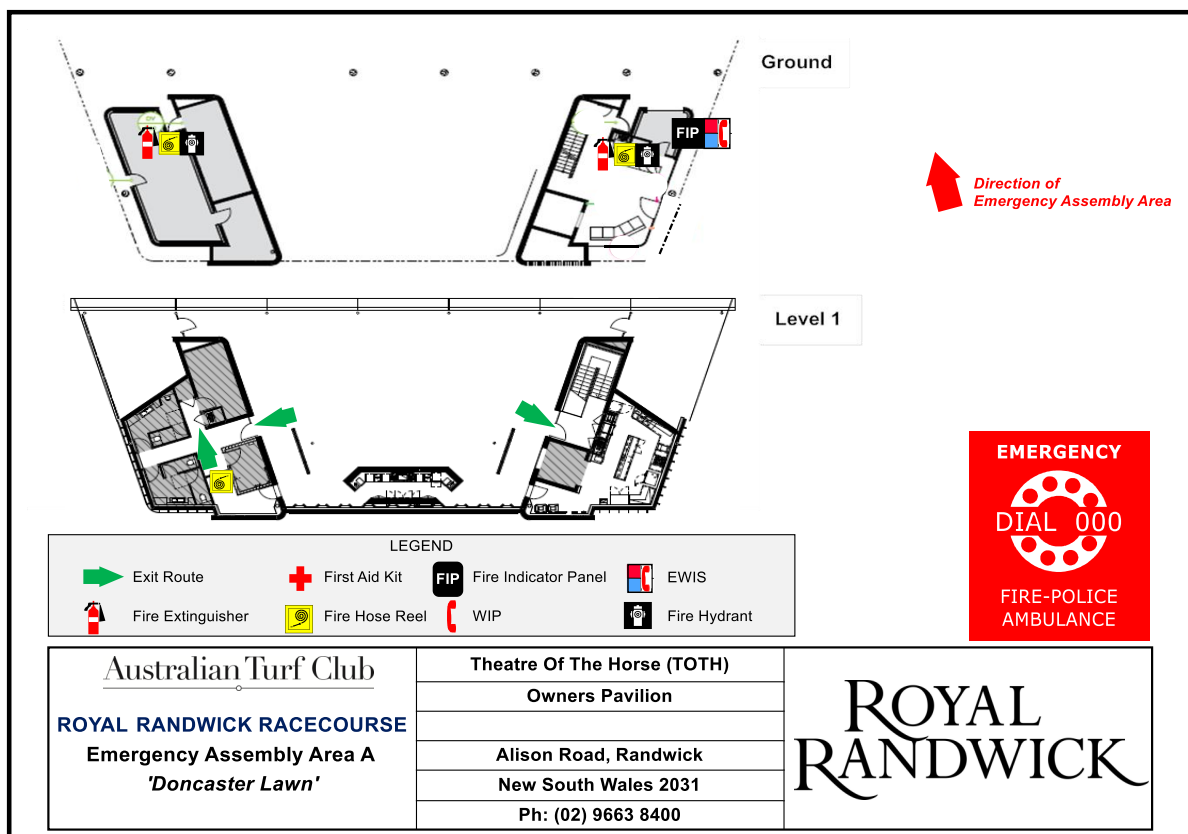 Ground
FIP
Direction of
Emergency Assembly Area
Level 1
EMERGENCY
DIAL 000
FIRE-POLICE
AMBULANCE
LEGEND
Exit Route
First Aid Kit
FIP
Fire Indicator Panel
EWIS
Fire Extinguisher
Fire Hose Reel
WIP
Fire Hydrant
Australian Turf Club
ROYAL RANDWICK RACECOURSE
Emergency Assembly Area A
'Doncaster Lawn'
Theatre Of The Horse (TOTH)
Owners Pavilion
Alison Road, Randwick
New South Wales 2031
Ph: (02) 9663 8400
ROYAL
RANDWICK